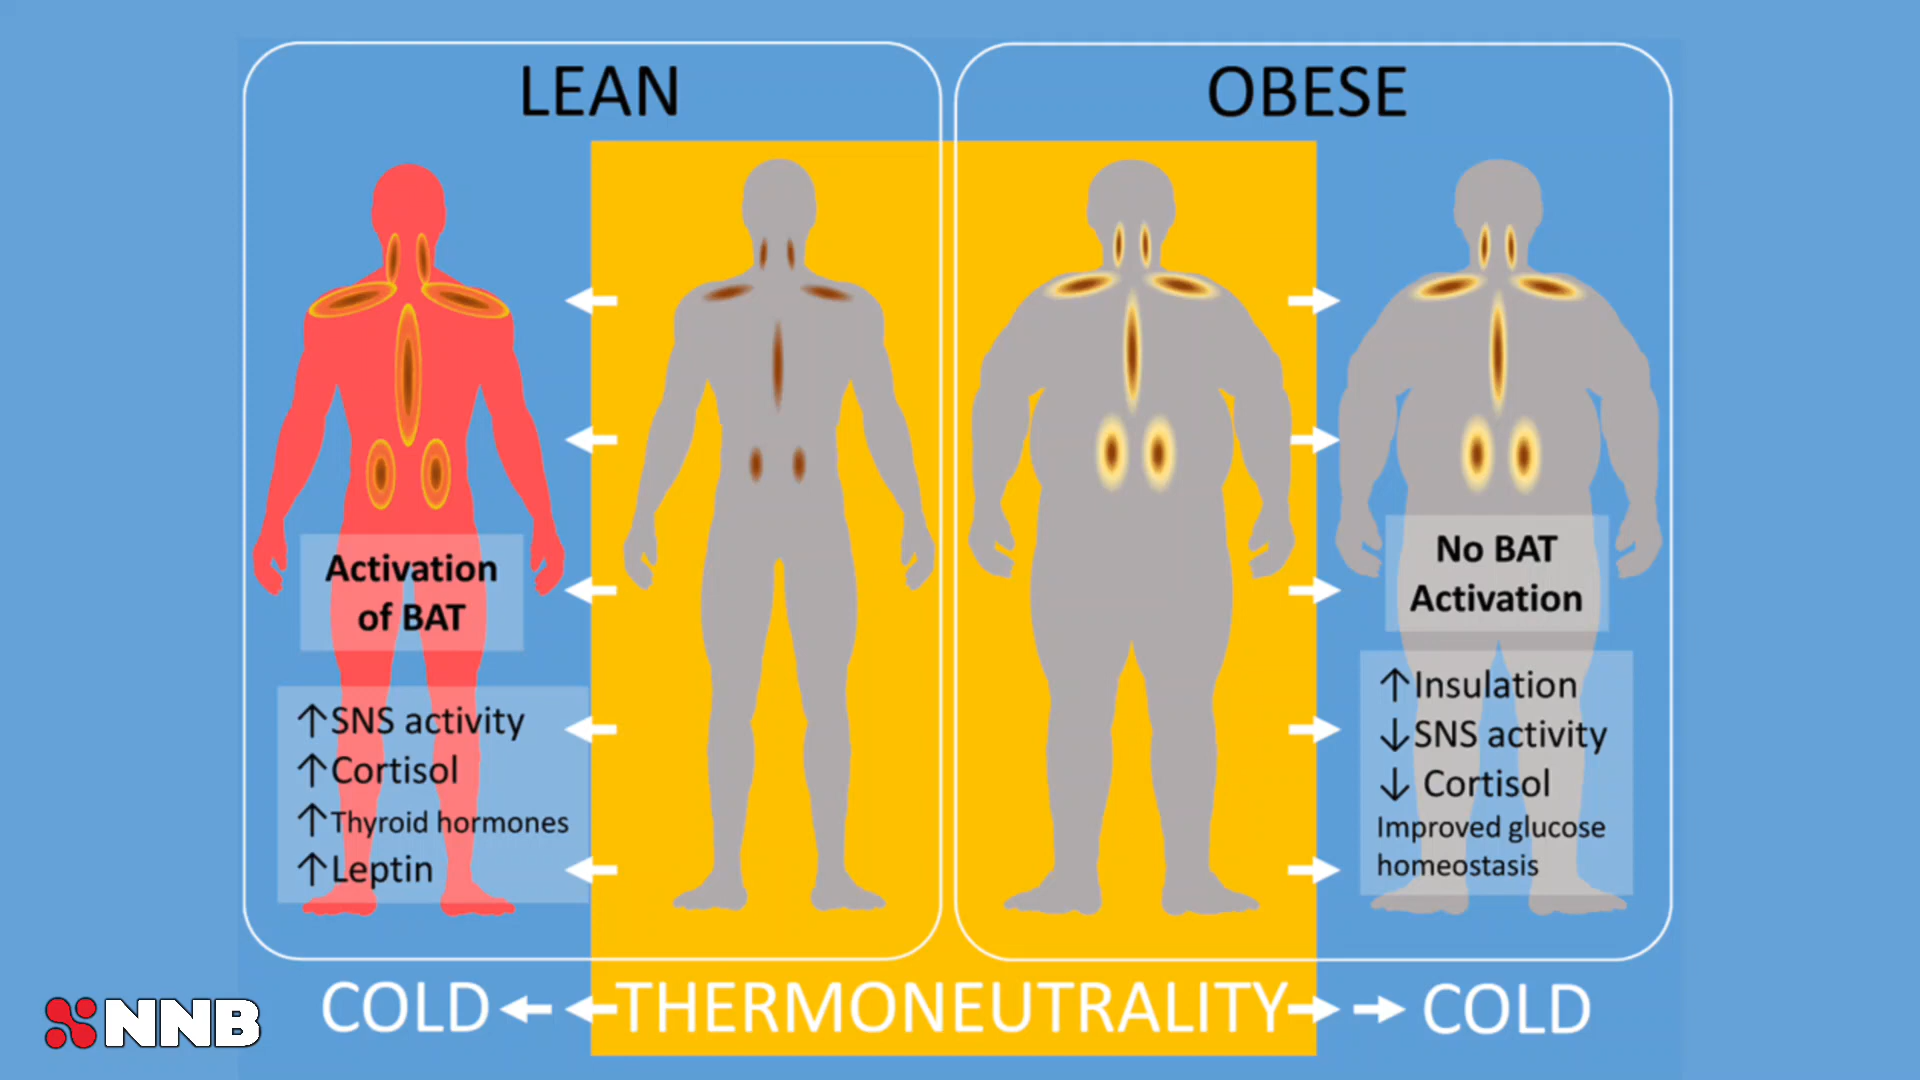 LEAN
OBESE
Activation
of BAT
↑SNS activity
↑Cortisol
↑Thyroid hormones
↑Leptin
No BAT
Activation
↑Insulation
↓SNS activity
↓ Cortisol
Improved glucose
homeostasis
COLD
THERMONEUTRALITY
COLD
NNB